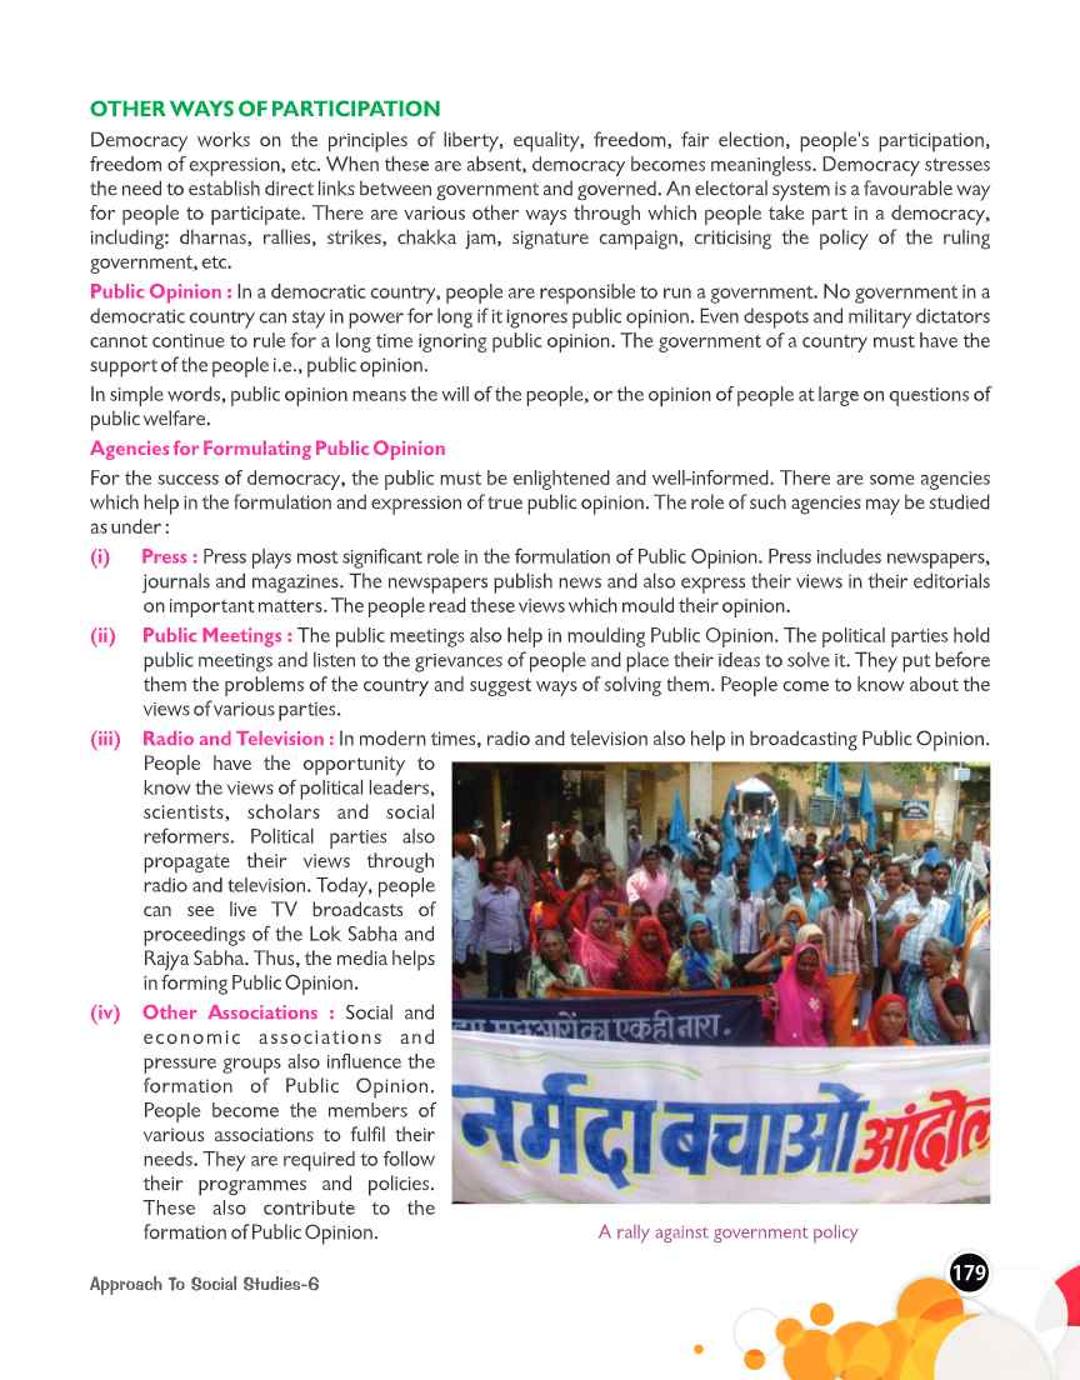 OTHER WAYS OF PARTICIPATION
Democracy works on the principles of liberty, equality, freedom, fair election, people's participation,
freedom of expression, etc. When these are absent, democracy becomes meaningless. Democracy stresses
the need to establish direct links between government and governed. An electoral system is a favourable way
for people to participate. There are various other ways through which people take part in a democracy,
including: dharnas, rallies, strikes, chakka jam, signature campaign, criticising the policy of the ruling
government, etc.
Public Opinion : In a democratic country, people are responsible to run a government. No government in a
democratic country can stay in power for long if it ignores public opinion. Even despots and military dictators
cannot continue to rule for a long time ignoring public opinion. The government of a country must have the
support of the people i.e., public opinion.
In simple words, public opinion means the will of the people, or the opinion of people at large on questions of
public welfare.
Agencies for Formulating Public Opinion
For the success of democracy, the public must be enlightened and well-informed. There are some agencies
which help in the formulation and expression of true public opinion. The role of such agencies may be studied
as under :
(i) Press : Press plays most significant role in the formulation of Public Opinion. Press includes newspapers,
journals and magazines. The newspapers publish news and also express their views in their editorials
on important matters. The people read these views which mould their opinion.
(ii) Public Meetings : The public meetings also help in moulding Public Opinion. The political parties hold
public meetings and listen to the grievances of people and place their ideas to solve it. They put before
them the problems of the country and suggest ways of solving them. People come to know about the
views of various parties.
(iii) Radio and Television : In modern times, radio and television also help in broadcasting Public Opinion.
People have the opportunity to
know the views of political leaders,
scientists, scholars and social
reformers. Political parties also
propagate their views through
radio and television. Today, people
can see live TV broadcasts of
proceedings of the Lok Sabha and
Rajya Sabha. Thus, the media helps
in forming Public Opinion.
(iv) Other Associations : Social and
economic associations and
pressure groups also influence the
formation of Public Opinion.
People become the members of
various associations to fulfil their
needs. They are required to follow
their programmes and policies.
These also contribute to the
formation of Public Opinion.
का एक ही नारा.
नर्मदा बचाओ आंदोल
A rally against government policy
Approach To Social Studies-6
179